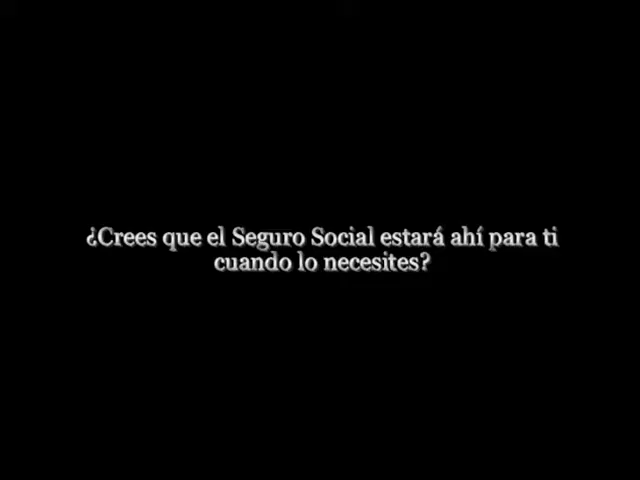 ¿Crees que el Seguro Social estará ahí para ti
cuando lo necesites?